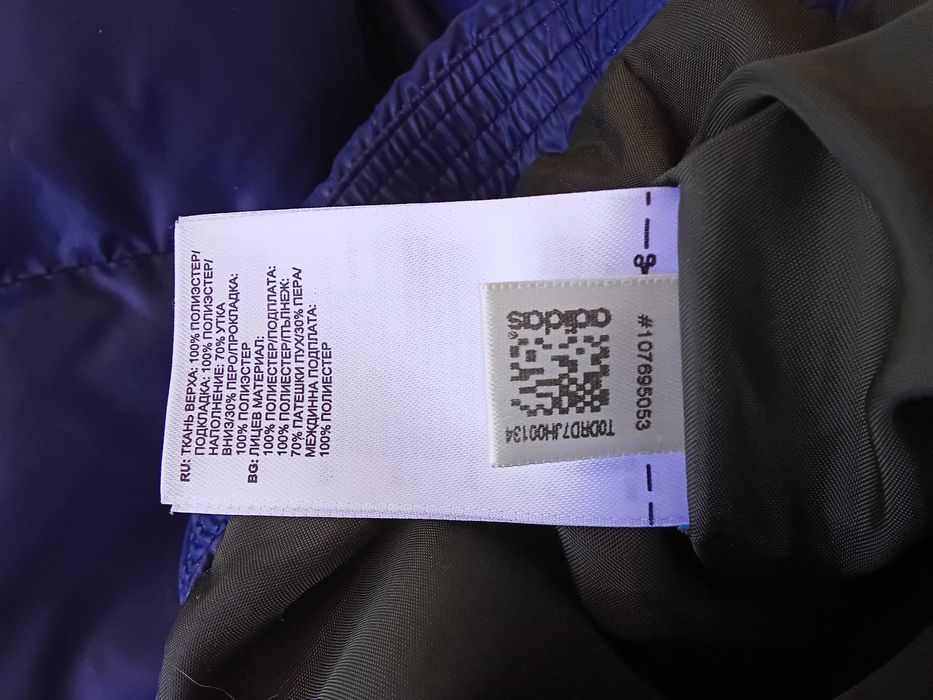 RU: ТКАНЬ ВЕРХА: 100% ПОЛИЭСТЕР/
ПОДКЛАДКА: 100% ПОЛИЭСТЕР/
НАПОЛНЕНИЕ: 70% УТКА
ВНИЗ/30% ПЕРО/ПРОКЛАДКА:
100% ПОЛИЭСТЕР
BG: ЛИЦЕВ МАТЕРИАЛ:
100% ПОЛИЕСТЕР/ПОДПЛАТА:
100% ПОЛИЕСТЕР/ПЪЛНЕЖ:
70% ПАТЕШКИ ПУХ/30% ПЕРА/
МЕЖДИННА ПОДПЛАТА:
100% ПОЛИЕСТЕР
adidas
T0DRD7JH00134
#107695053